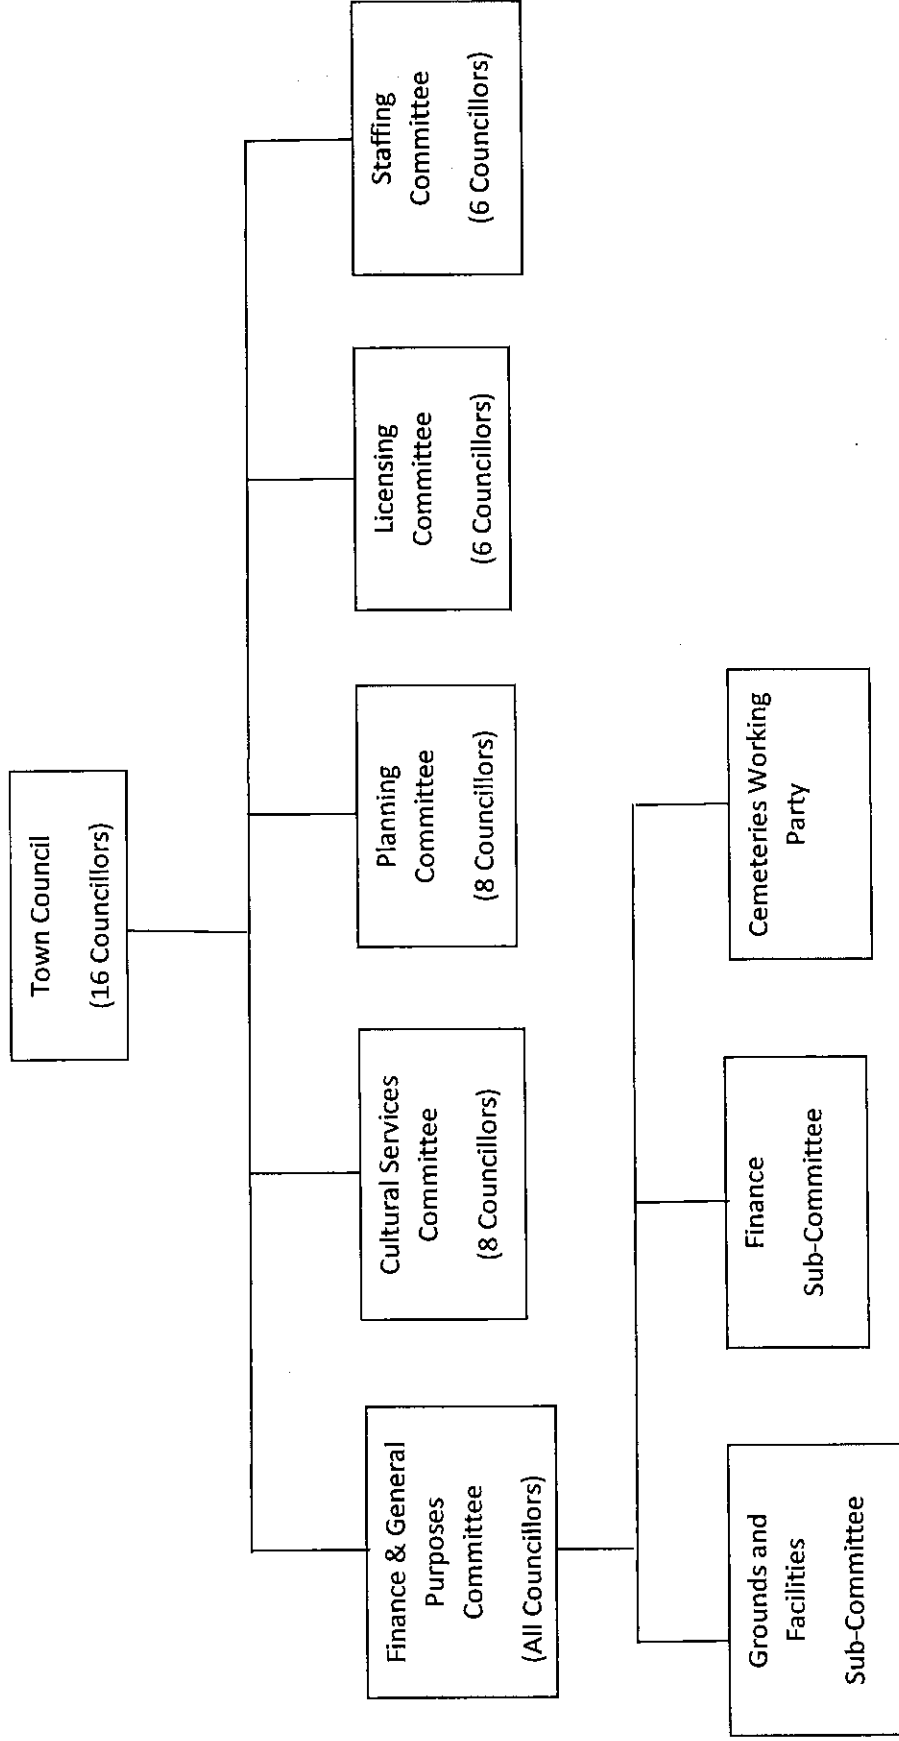 Town Council
(16 Councillors)
Finance & General
Purposes
Committee
(All Councillors)
Cultural Services
Committee
(8 Councillors)
Planning
Committee
(8 Councillors)
Licensing
Committee
(6 Councillors)
Staffing
Committee
(6 Councillors)
Grounds and
Facilities
Sub-Committee
Finance
Sub-Committee
Cemeteries Working
Party